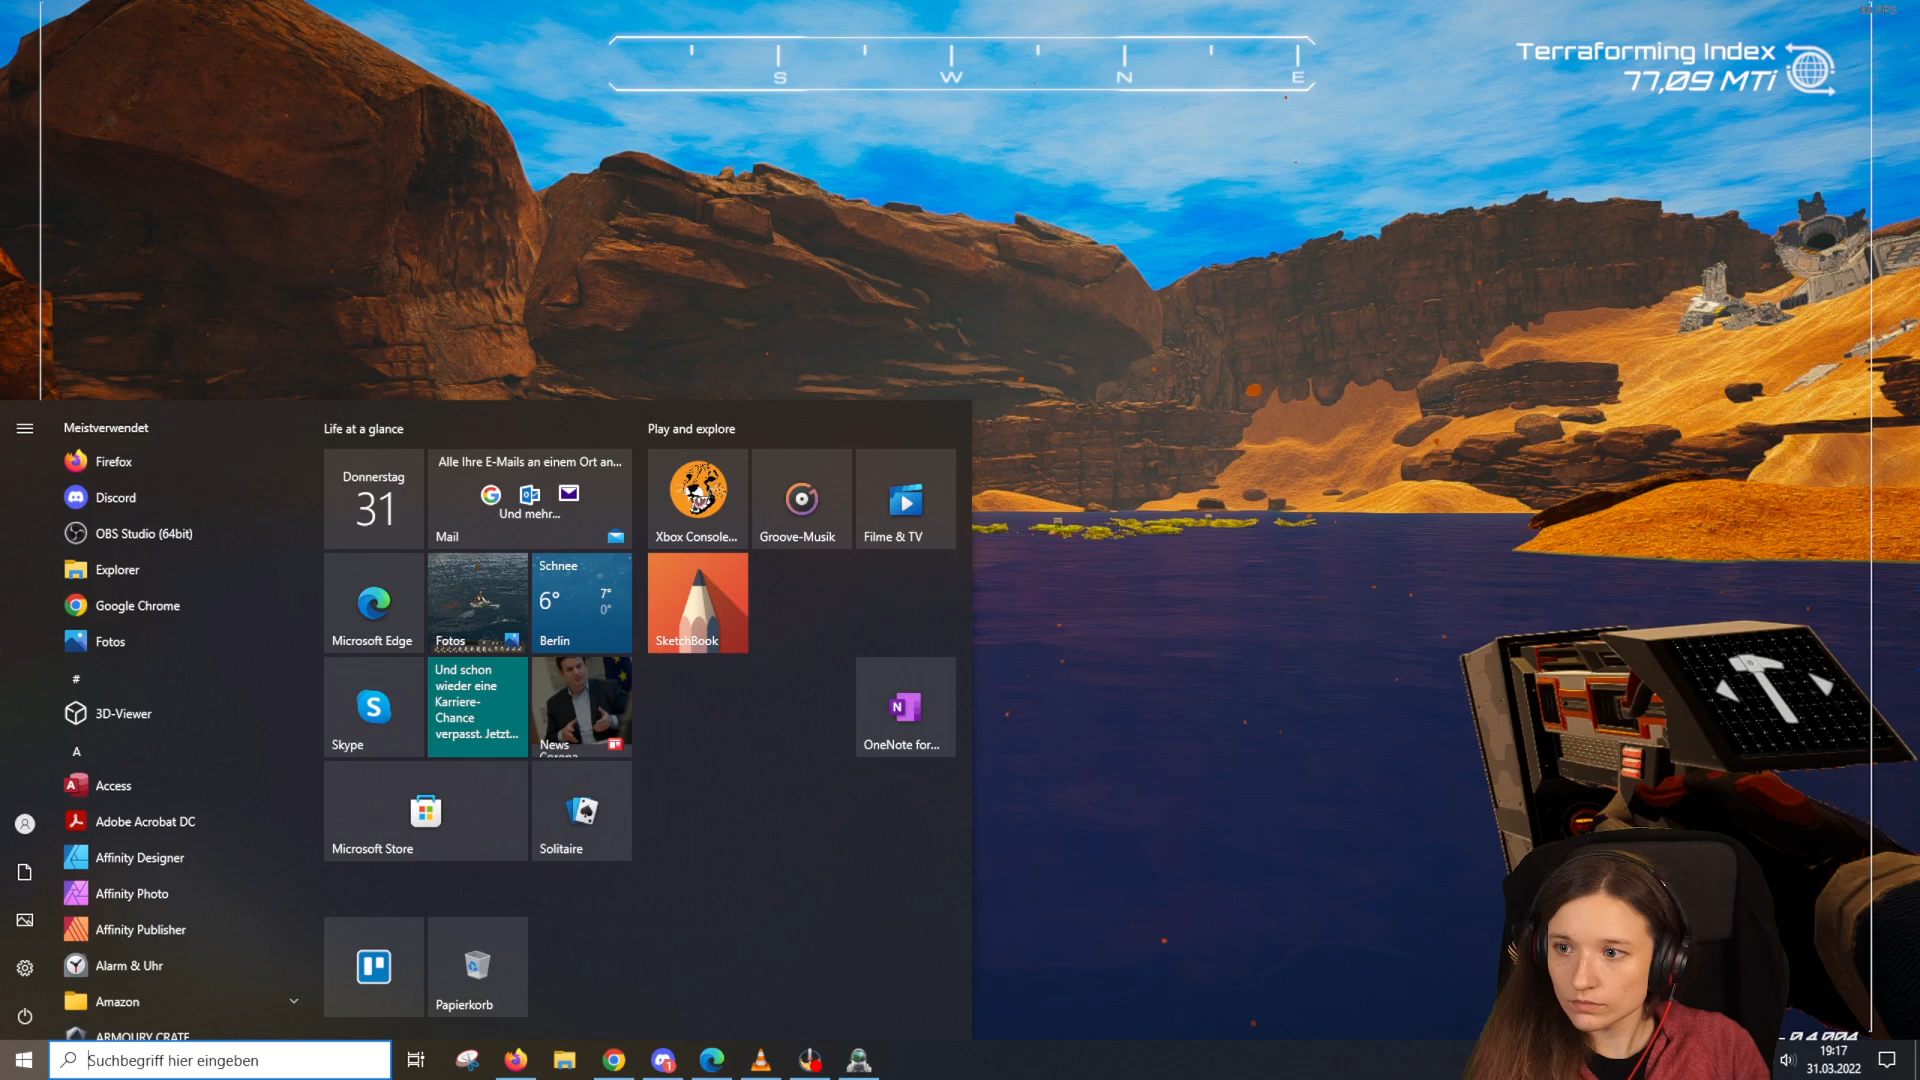 S W N E
Terraforming Index
77,09 MTi
Meistverwendet
Firefox
Discord
OBS Studio (64bit)
Explorer
Google Chrome
Fotos
#
3D-Viewer
A
Access
Adobe Acrobat DC
Affinity Designer
Affinity Photo
Affinity Publisher
Alarm & Uhr
Amazon
ARMOURY CRATE
Life at a glance
Donnerstag
31
Alle Ihre E-Mails an einem Ort an...
Und mehr...
Mail
Microsoft Edge
Fotos
Schnee
6°
7°
0°
Berlin
Skype
Und schon
wieder eine
Karriere-
Chance
verpasst. Jetzt...
News
Corona
Microsoft Store
Solitaire
Papierkorb
Play and explore
Xbox Console...
Groove-Musik
Filme & TV
SketchBook
OneNote for...
Suchbegriff hier eingeben
19:17
31.03.2022